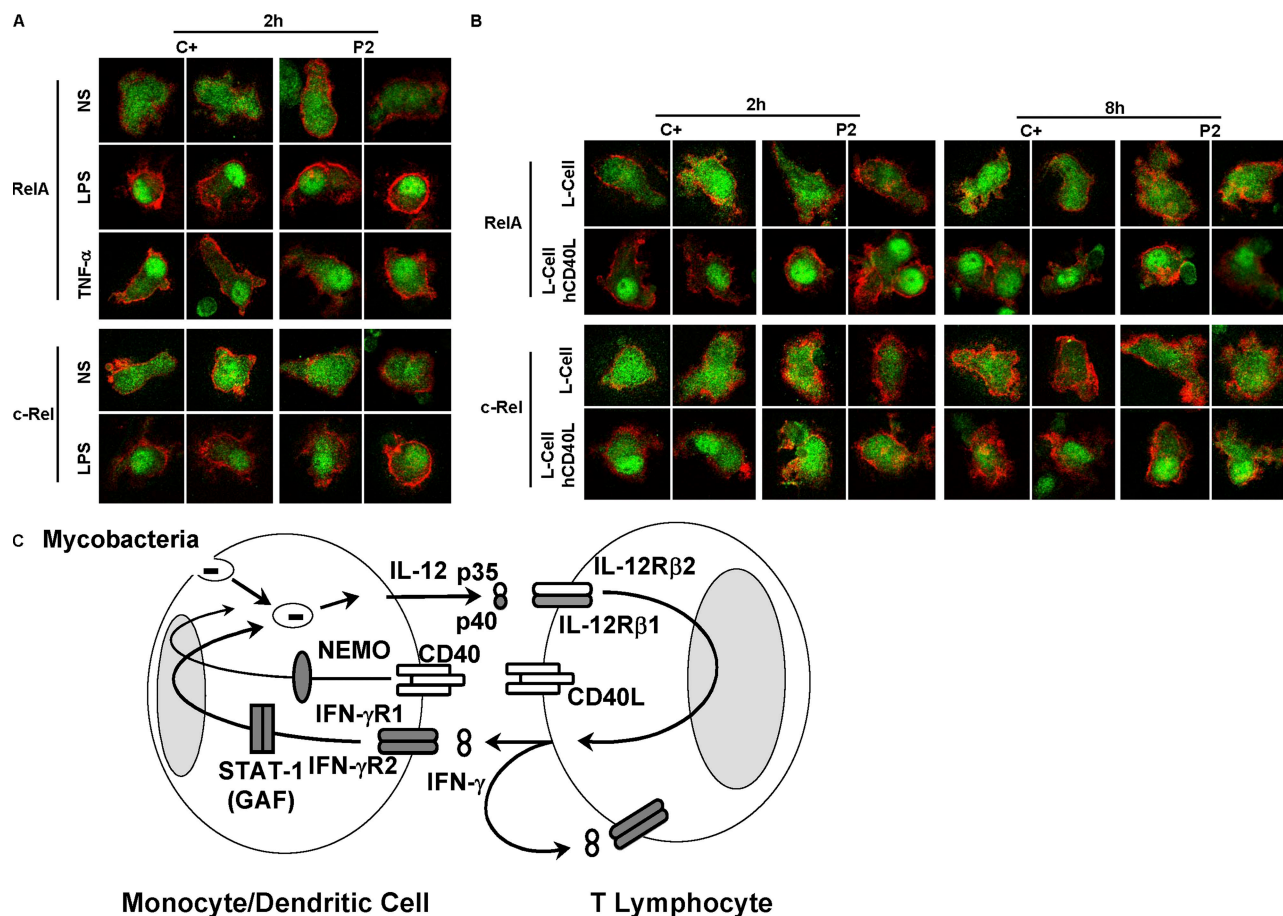 A
2h
C+
P2
RelA
NS
LPS
TNF-α
c-Rel
NS
LPS
B
2h
8h
C+
P2
C+
P2
RelA
L-Cell
L-Cell
hCD40L
c-Rel
L-Cell
L-Cell
hCD40L
C
Mycobacteria
IL-12
p35
p40
IL-12Rβ2
IL-12Rβ1
NEMO
CD40
CD40L
IFN-γR1
IFN-γR2
STAT-1
(GAF)
IFN-γ
Monocyte/Dendritic Cell
T Lymphocyte